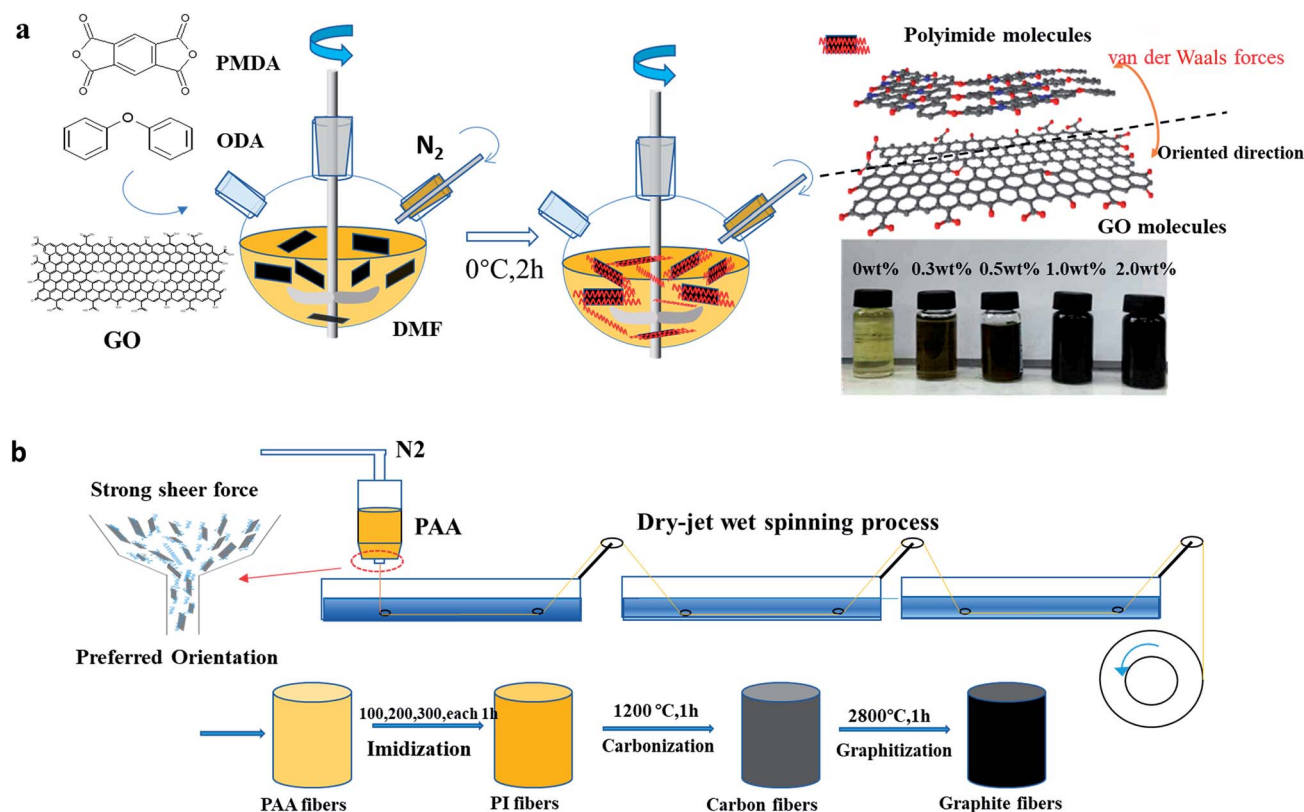 a
PMDA
ODA
GO
N2
DMF
0°C,2h
Polyimide molecules
van der Waals forces
Oriented direction
GO molecules
0wt% 0.3wt% 0.5wt% 1.0wt% 2.0wt%
b
N2
Strong sheer force
PAA
Dry-jet wet spinning process
Preferred Orientation
100,200,300,each 1h
Imidization
1200 °C,1h
Carbonization
2800°C,1h
Graphitization
PAA fibers
PI fibers
Carbon fibers
Graphite fibers